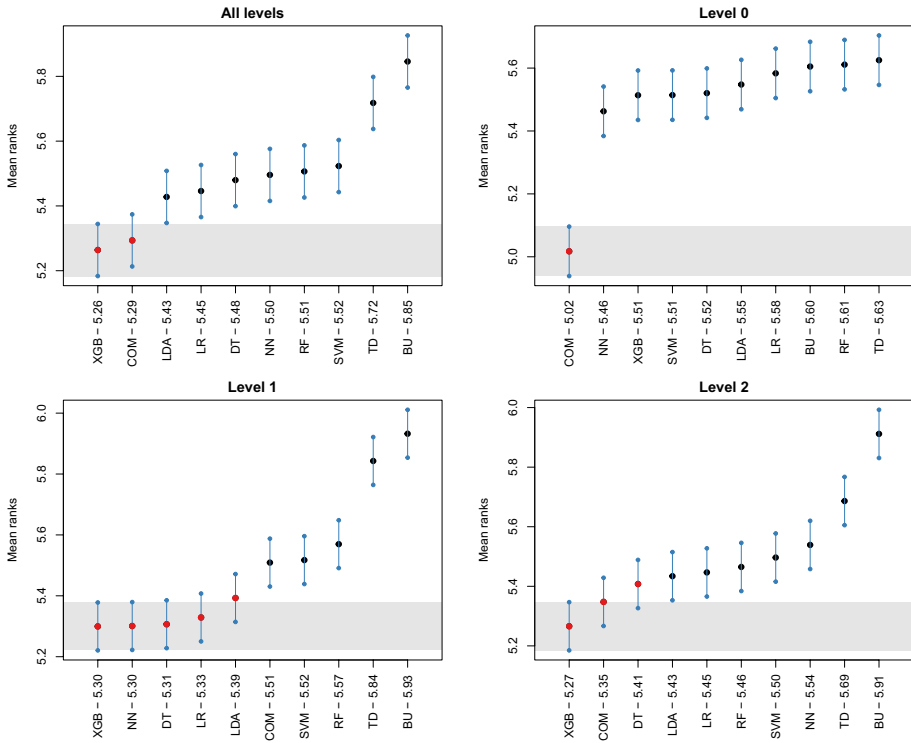 All levels
Mean ranks
5.2
5.4
5.6
5.8
XGB – 5.26
COM – 5.29
LDA – 5.43
LR – 5.45
DT – 5.48
NN – 5.50
RF – 5.51
SVM – 5.52
TD – 5.72
BU – 5.85
Level 0
Mean ranks
5.0
5.2
5.4
5.6
COM – 5.02
NN – 5.46
XGB – 5.51
SVM – 5.51
DT – 5.52
LDA – 5.55
LR – 5.58
BU – 5.60
RF – 5.61
TD – 5.63
Level 1
Mean ranks
5.2
5.4
5.6
5.8
6.0
XGB – 5.30
NN – 5.30
DT – 5.31
LR – 5.33
LDA – 5.39
COM – 5.51
SVM – 5.52
RF – 5.57
TD – 5.84
BU – 5.93
Level 2
Mean ranks
5.2
5.4
5.6
5.8
6.0
XGB – 5.27
COM – 5.35
DT – 5.41
LDA – 5.43
LR – 5.45
RF – 5.46
SVM – 5.50
NN – 5.54
TD – 5.69
BU – 5.91